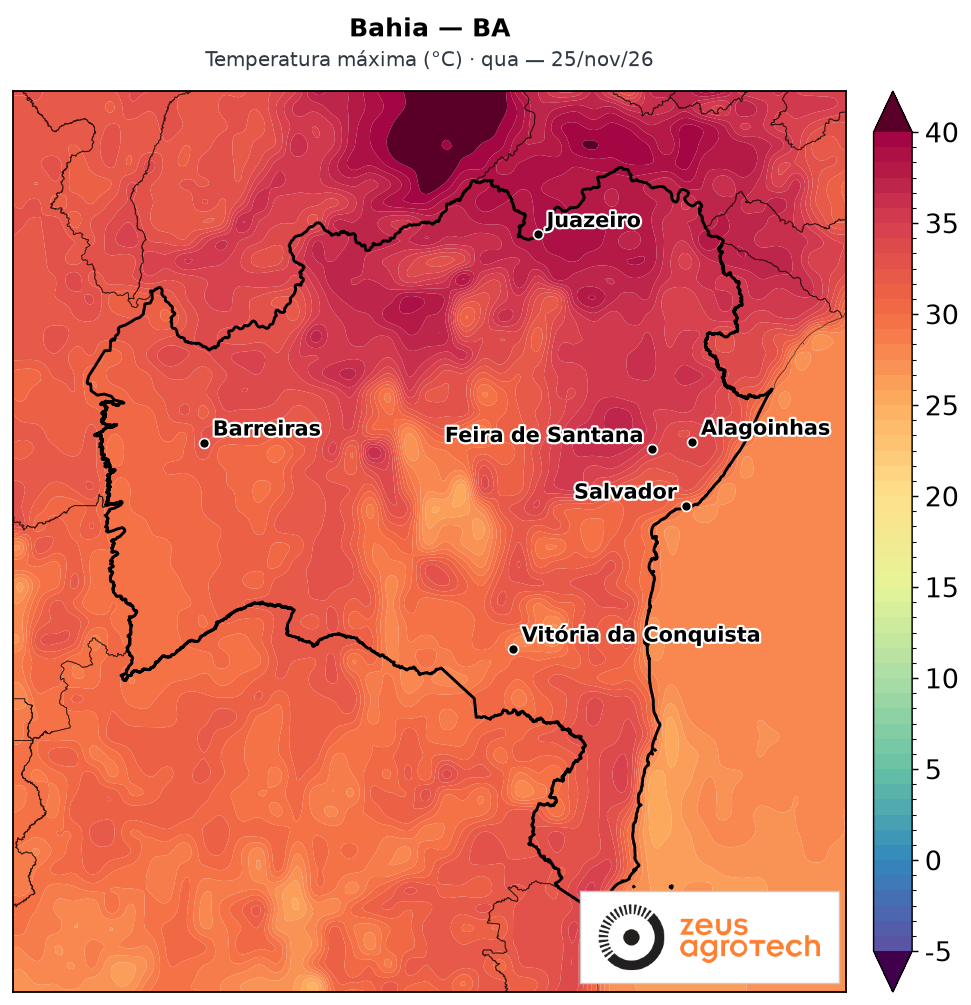 Bahia — BA
Temperatura máxima (°C) · qua — 25/nov/26
Juazeiro
Barreiras
Feira de Santana
Alagoinhas
Salvador
Vitória da Conquista
40
35
30
25
20
15
10
5
0
-5
zeus
agrotech